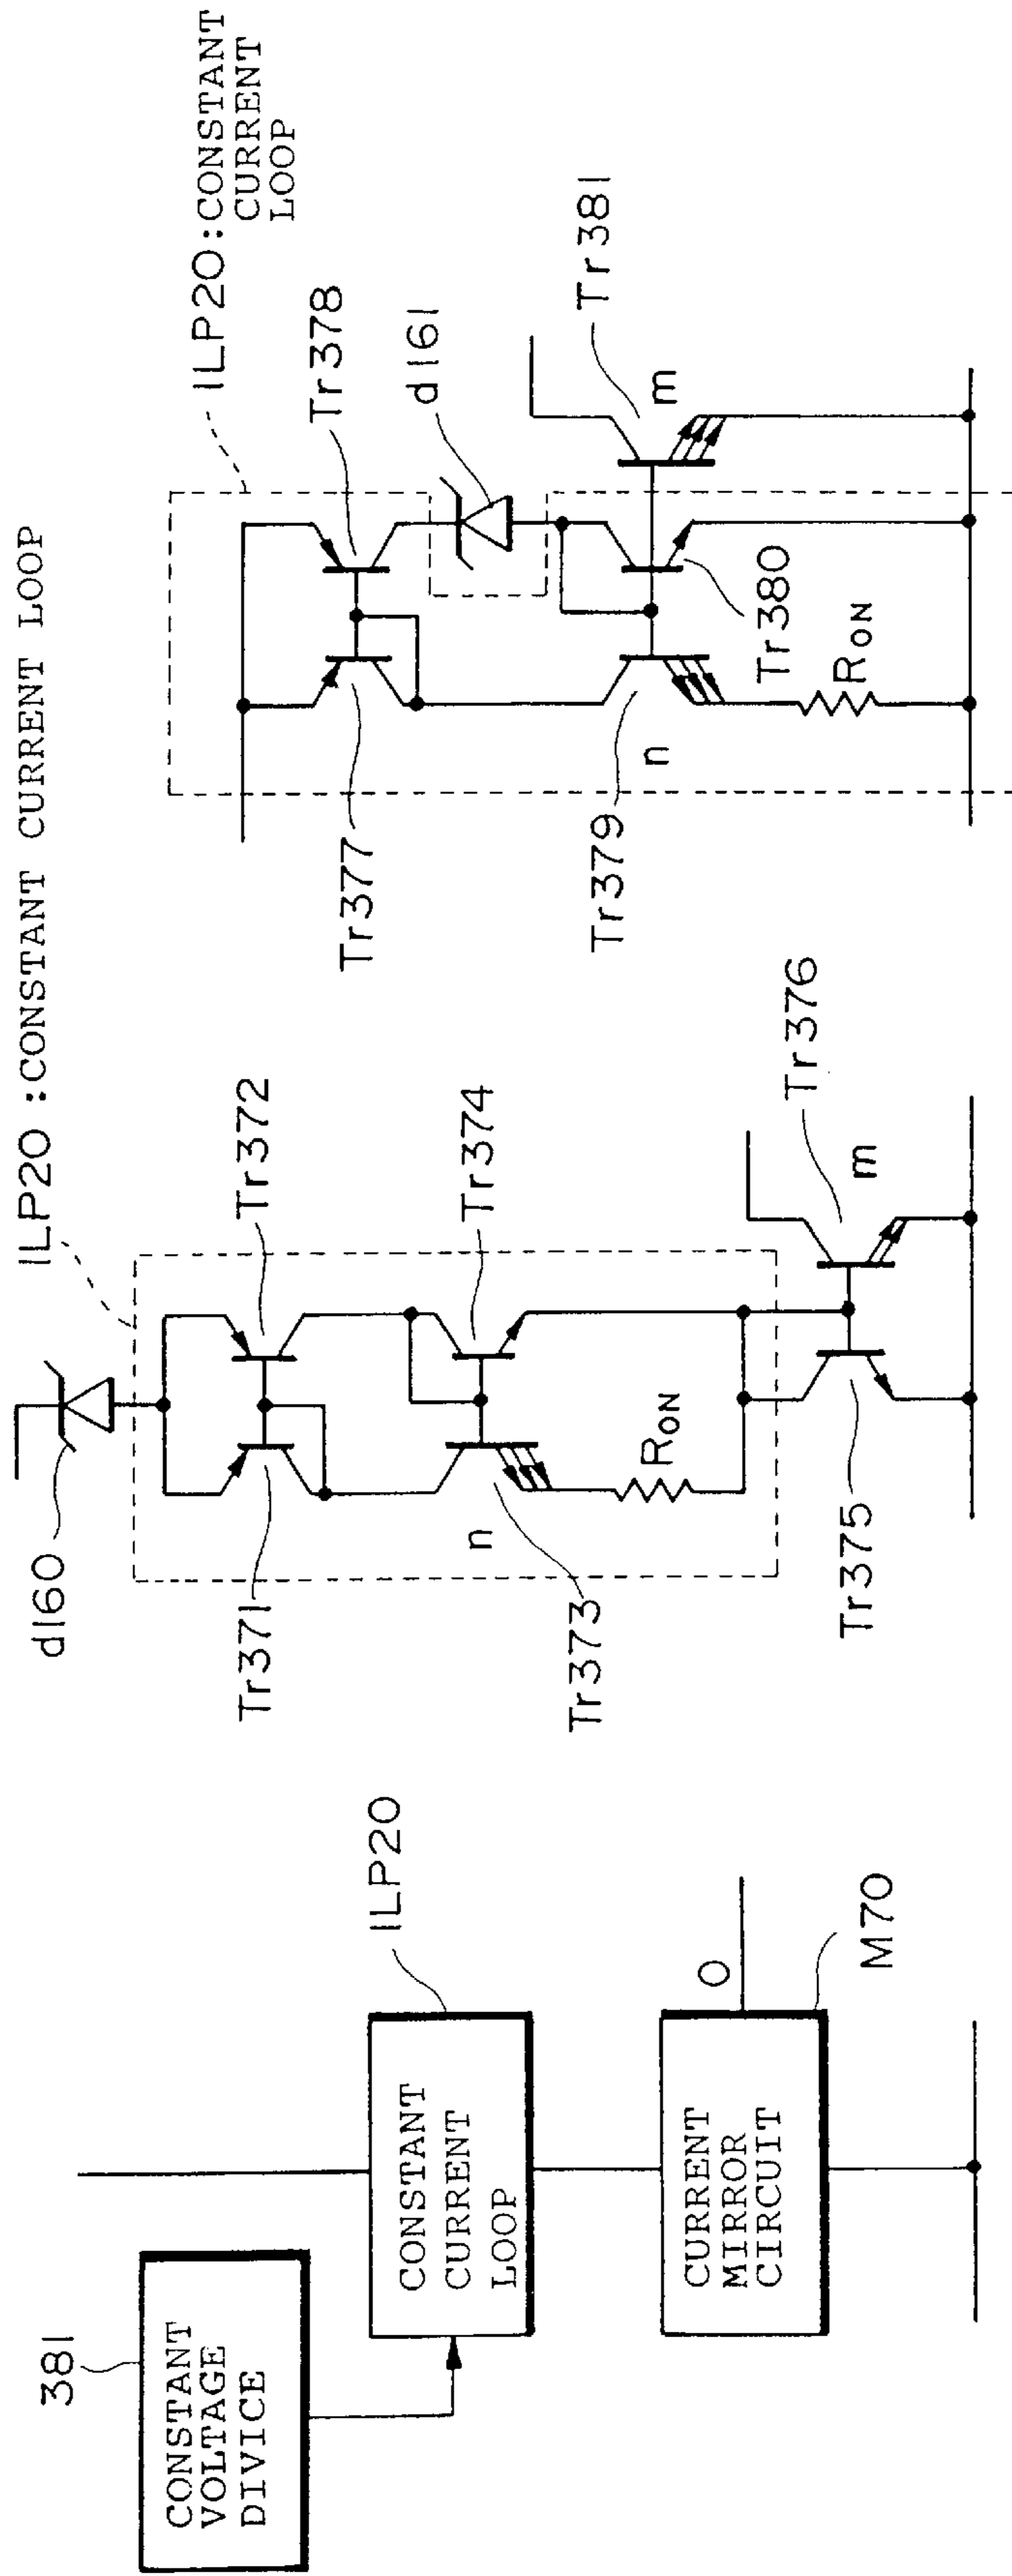 381
CONSTANT
VOLTAGE
DIVICE
CONSTANT
CURRENT
LOOP
ILP20
CURRENT
MIRROR
CIRCUIT
O
M70
ILP20 :CONSTANT CURRENT LOOP
d160
Tr371
Tr372
Tr373
Tr374
n
RON
Tr375
Tr376
m
ILP20:CONSTANT
CURRENT
LOOP
Tr377
Tr378
d161
Tr379
Tr380
Tr381
n
m
RON